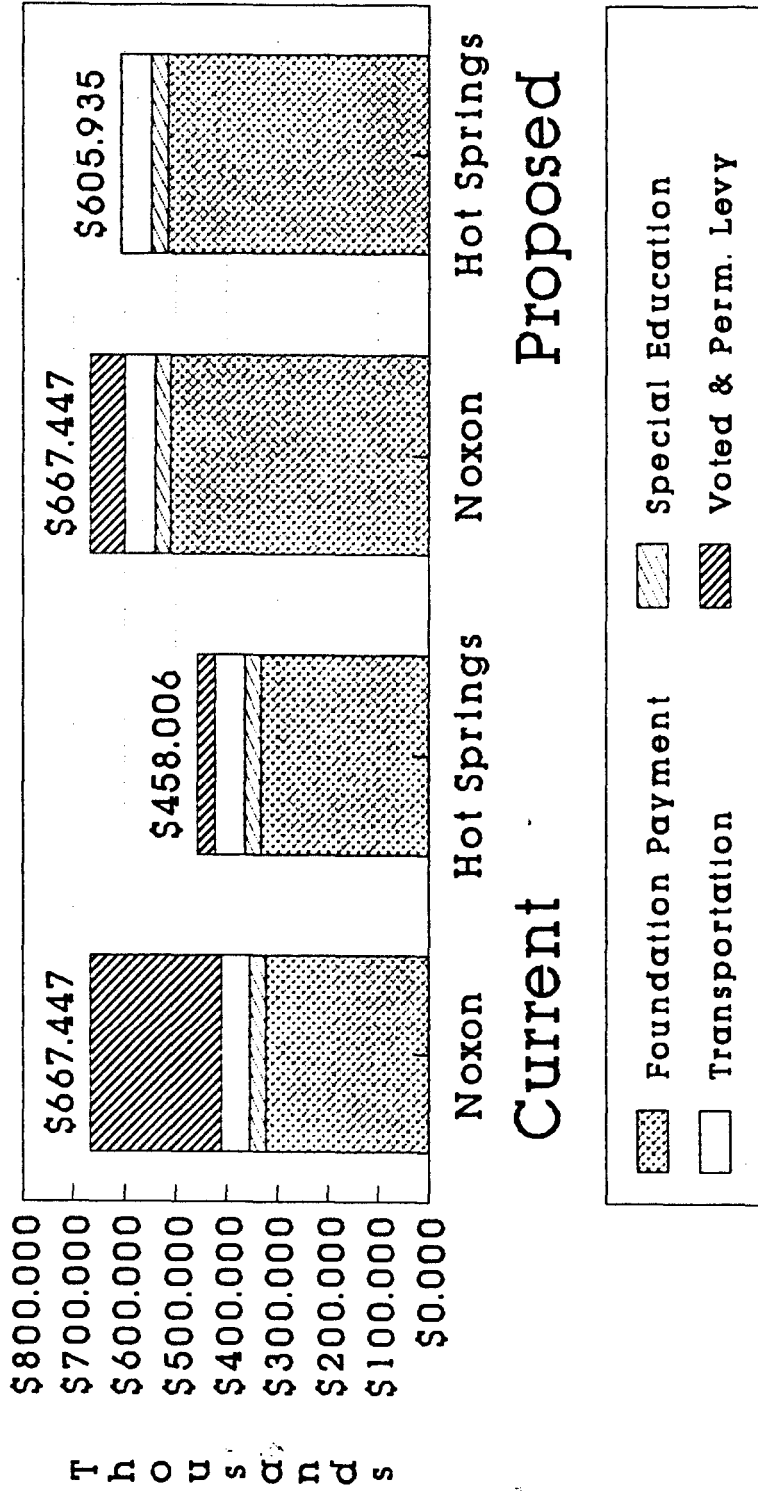 Thousands
$800.000
$700.000
$600.000
$500.000
$400.000
$300.000
$200.000
$100.000
$0.000
$667.447
$458.006
$667.447
$605.935
Noxon Hot Springs Noxon Hot Springs
Current Proposed
Foundation Payment Special Education
Transportation Voted & Perm. Levy